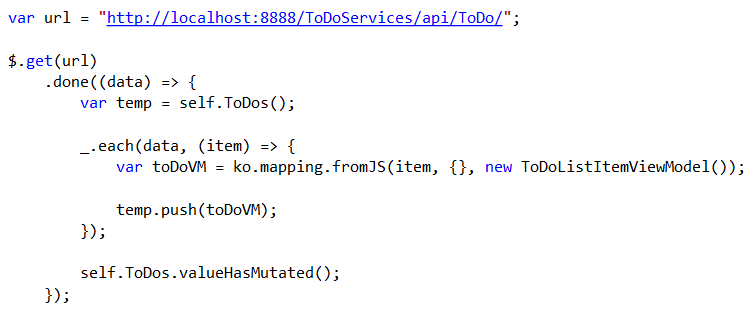 var url = "http://localhost:8888/ToDoServices/api/ToDo/";
$.get(url)
    .done((data) => {
        var temp = self.ToDos();
        _.each(data, (item) => {
            var toDoVM = ko.mapping.fromJS(item, {}, new ToDoListItemViewModel());
            temp.push(toDoVM);
        });
        self.ToDos.valueHasMutated();
    });